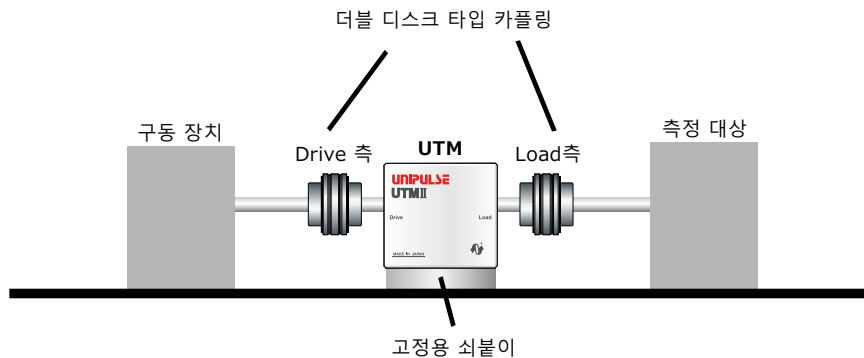 더블 디스크 타입 카플링
구동 장치
Drive 측
UTM
Load측
측정 대상
UNIPULSE
UTMⅡ
Drive
Load
MADE IN JAPAN
고정용 쇠붙이